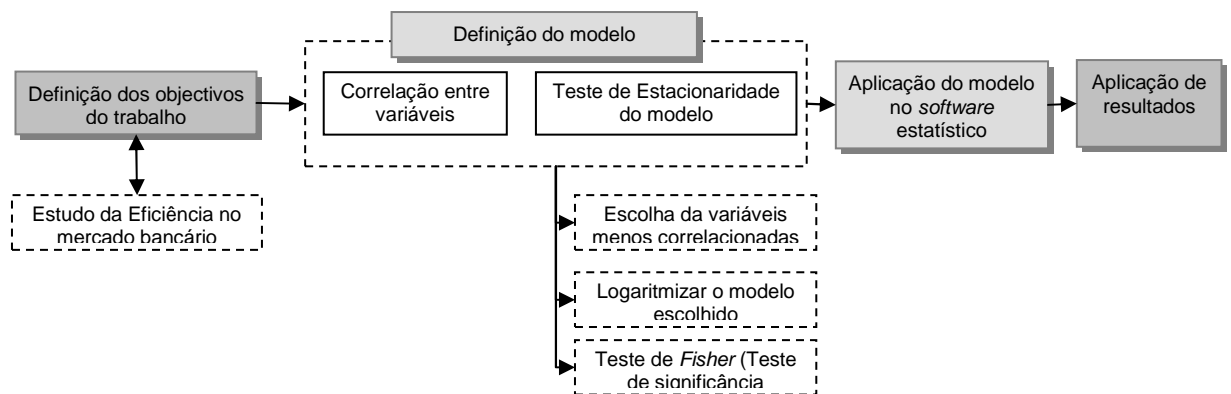 Definição do modelo
Definição dos objectivos
do trabalho
Correlação entre
variáveis
Teste de Estacionaridade
do modelo
Aplicação do modelo
no software
estatístico
Aplicação de
resultados
Estudo da Eficiência no
mercado bancário
Escolha da variáveis
menos correlacionadas
Logaritmizar o modelo
escolhido
Teste de Fisher (Teste
de significância